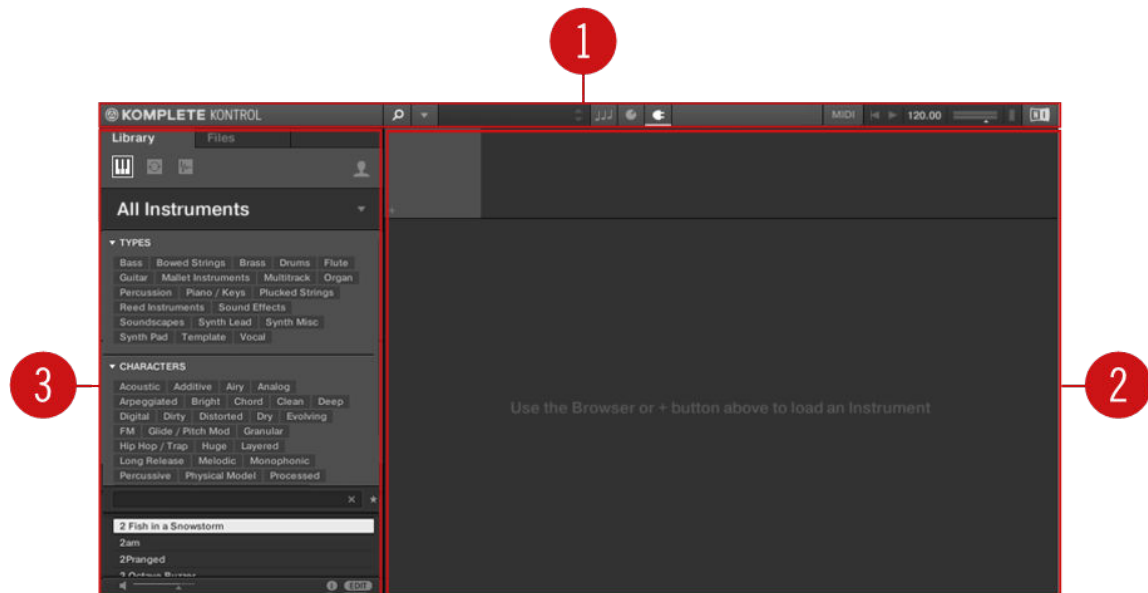 1
KOMPLETE KONTROL
MIDI
120.00
Library Files
All Instruments
TYPES
Bass Bowed Strings Brass Drums Flute
Guitar Mallet Instruments Multitrack Organ
Percussion Piano / Keys Plucked Strings
Reed Instruments Sound Effects
Soundscapes Synth Lead Synth Misc
Synth Pad Template Vocal
CHARACTERS
Acoustic Additive Airy Analog
Arpeggiated Bright Chord Clean Deep
Digital Dirty Distorted Dry Evolving
FM Glide / Pitch Mod Granular
Hip Hop / Trap Huge Layered
Long Release Melodic Monophonic
Percussive Physical Model Processed
3
2
Use the Browser or + button above to load an Instrument
2 Fish in a Snowstorm
2am
2Pranged
EDIT